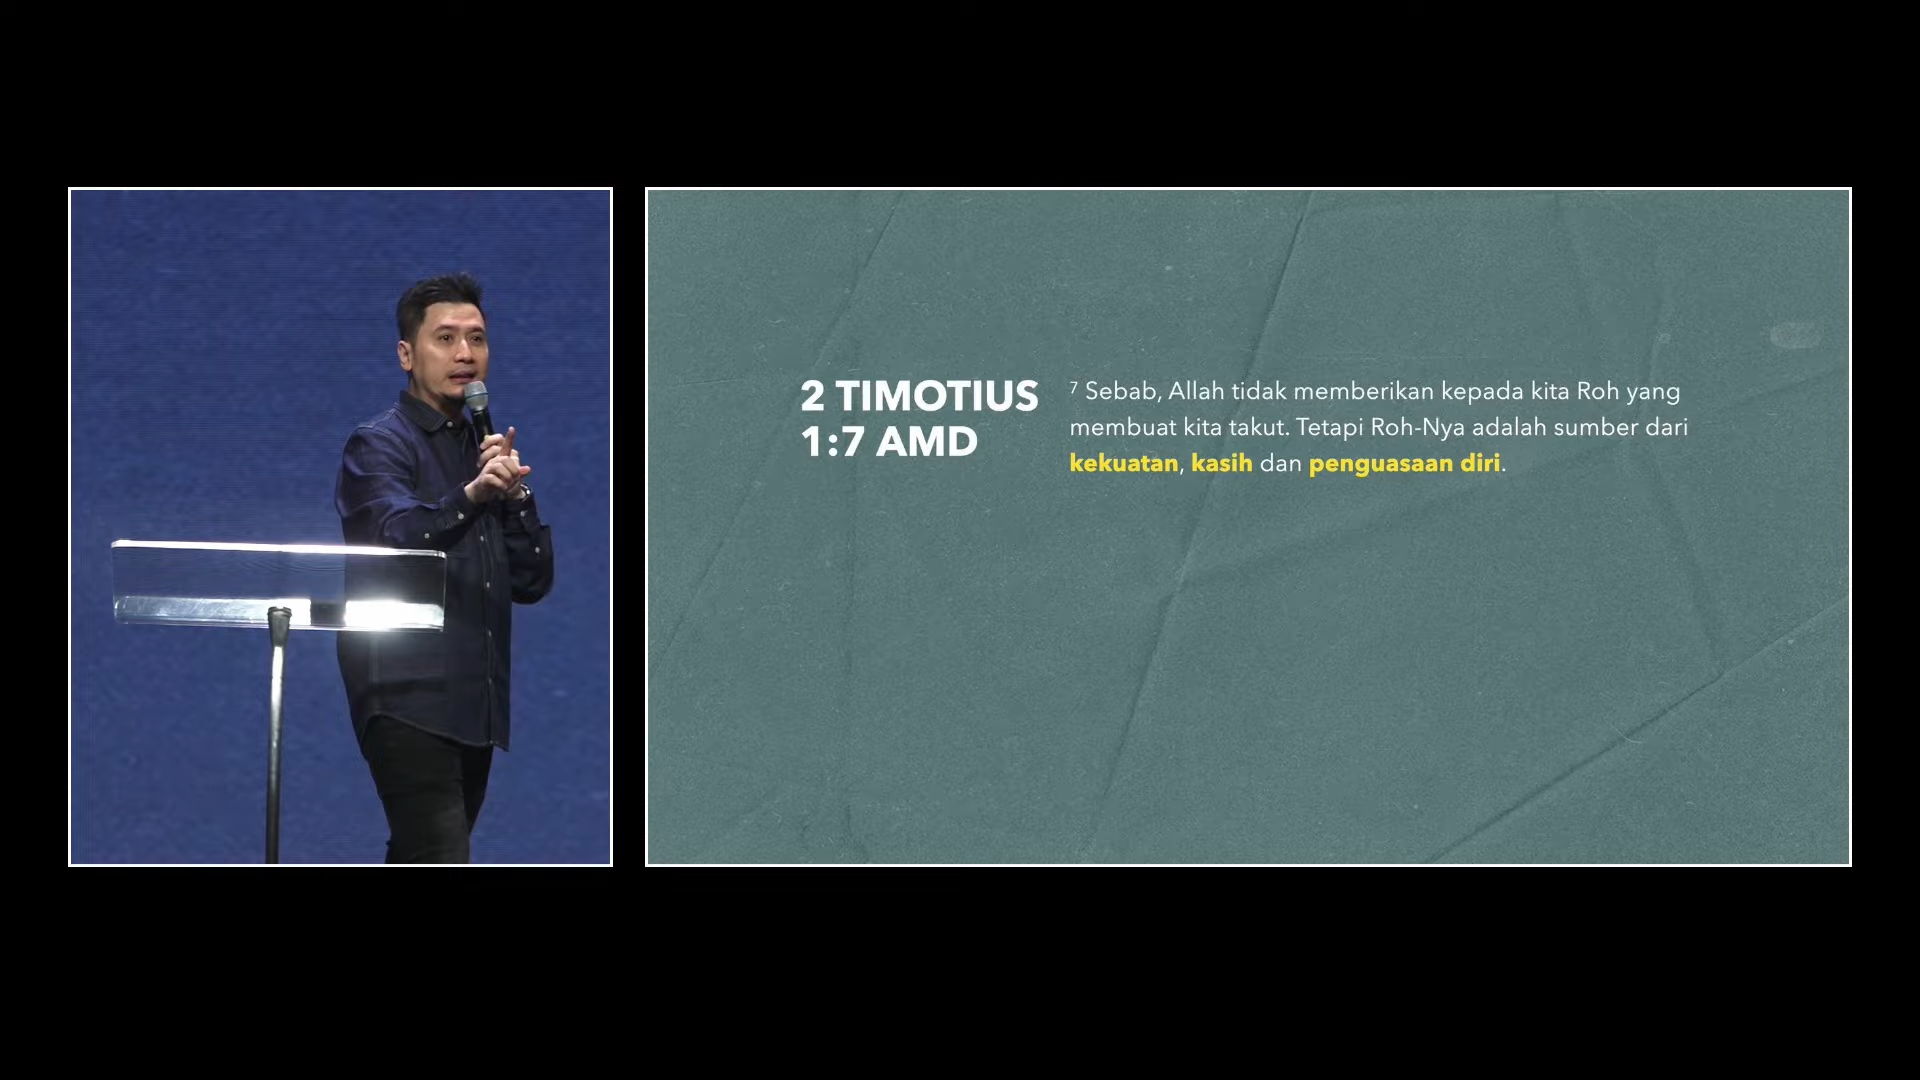 2 TIMOTIUS
1:7 AMD
7 Sebab, Allah tidak memberikan kepada kita Roh yang
membuat kita takut. Tetapi Roh-Nya adalah sumber dari
kekuatan, kasih dan penguasaan diri.